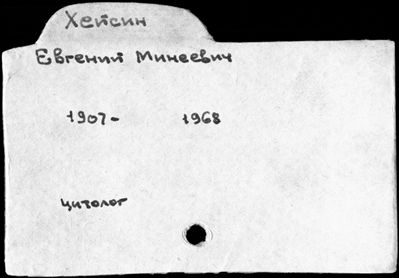 Хейсин
Евгений Минеевич
1907- 1968
цитолог